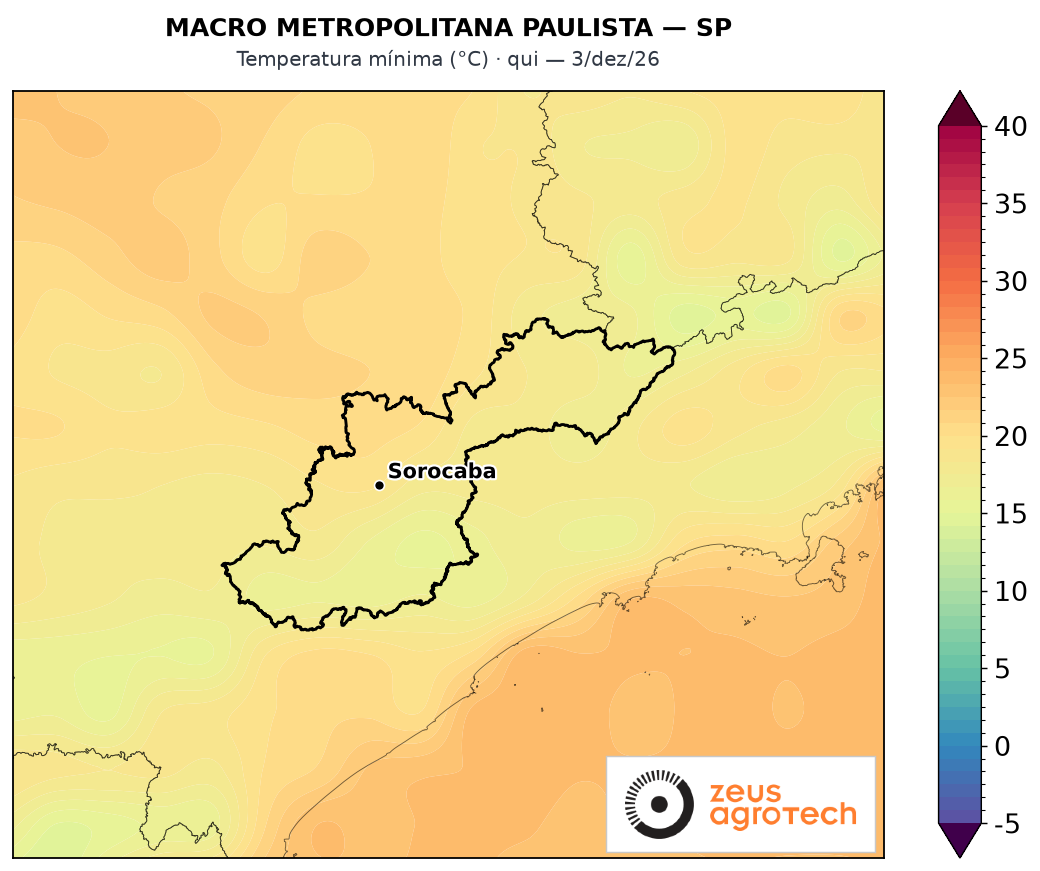 MACRO METROPOLITANA PAULISTA — SP
Temperatura mínima (°C) · qui — 3/dez/26
40
35
30
25
20
15
10
5
0
-5
Sorocaba
zeus
agrotech